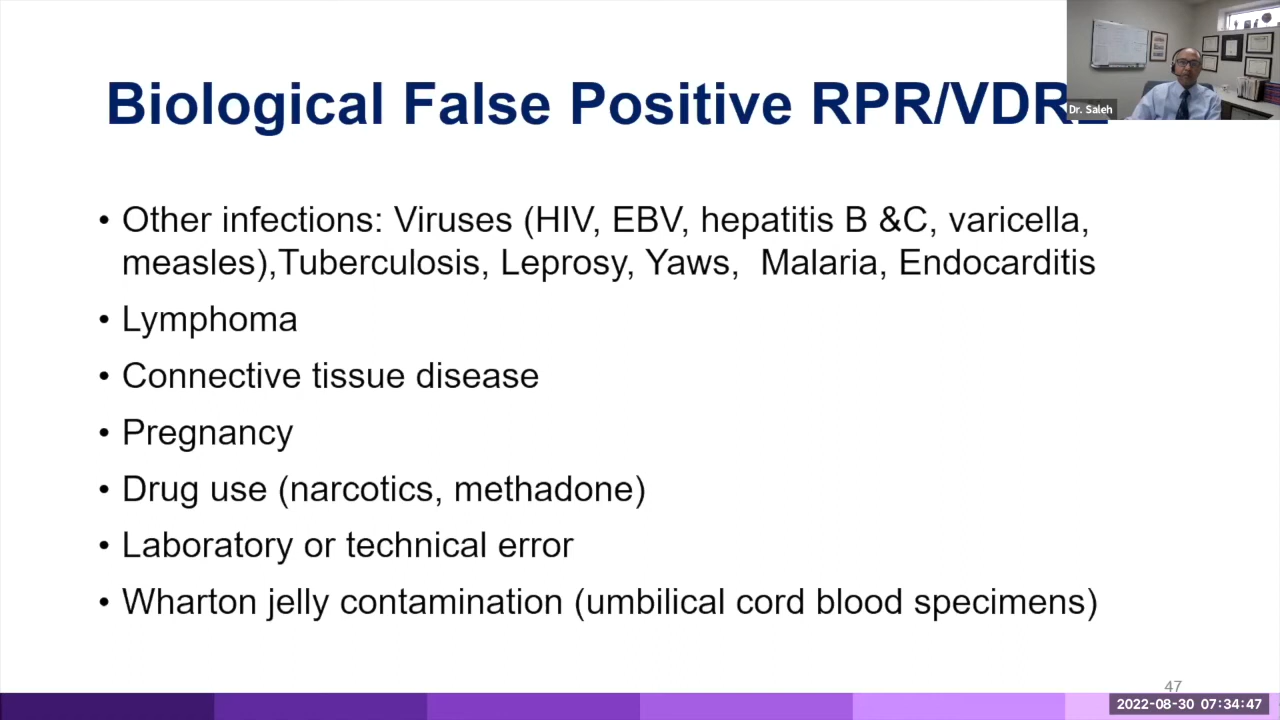 Biological False Positive RPR/VDRL
Dr. Saleh
• Other infections: Viruses (HIV, EBV, hepatitis B &C, varicella,
measles),Tuberculosis, Leprosy, Yaws,  Malaria, Endocarditis
• Lymphoma
• Connective tissue disease
• Pregnancy
• Drug use (narcotics, methadone)
• Laboratory or technical error
• Wharton jelly contamination (umbilical cord blood specimens)
47
2022-08-30 07:34:47